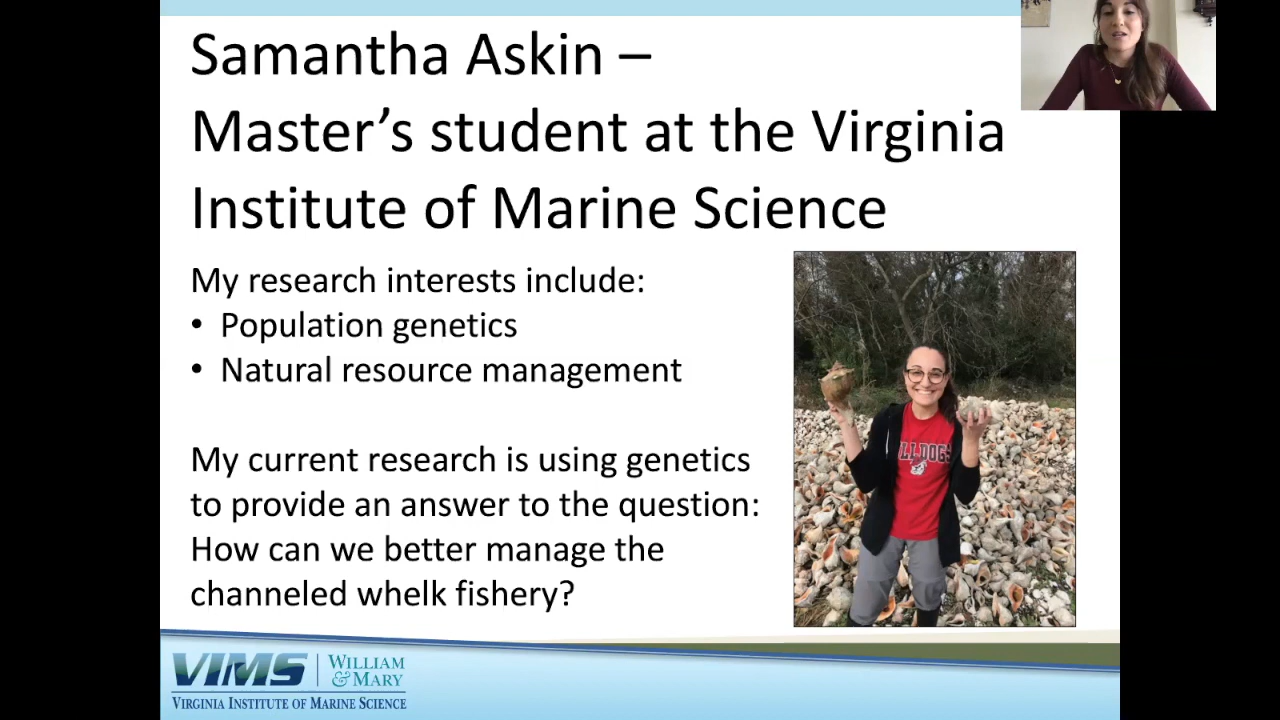 Samantha Askin –
Master's student at the Virginia
Institute of Marine Science
My research interests include:
• Population genetics
• Natural resource management
My current research is using genetics
to provide an answer to the question:
How can we better manage the
channeled whelk fishery?
LLDOGS
VIMS
WILLIAM
& MARY
VIRGINIA INSTITUTE OF MARINE SCIENCE